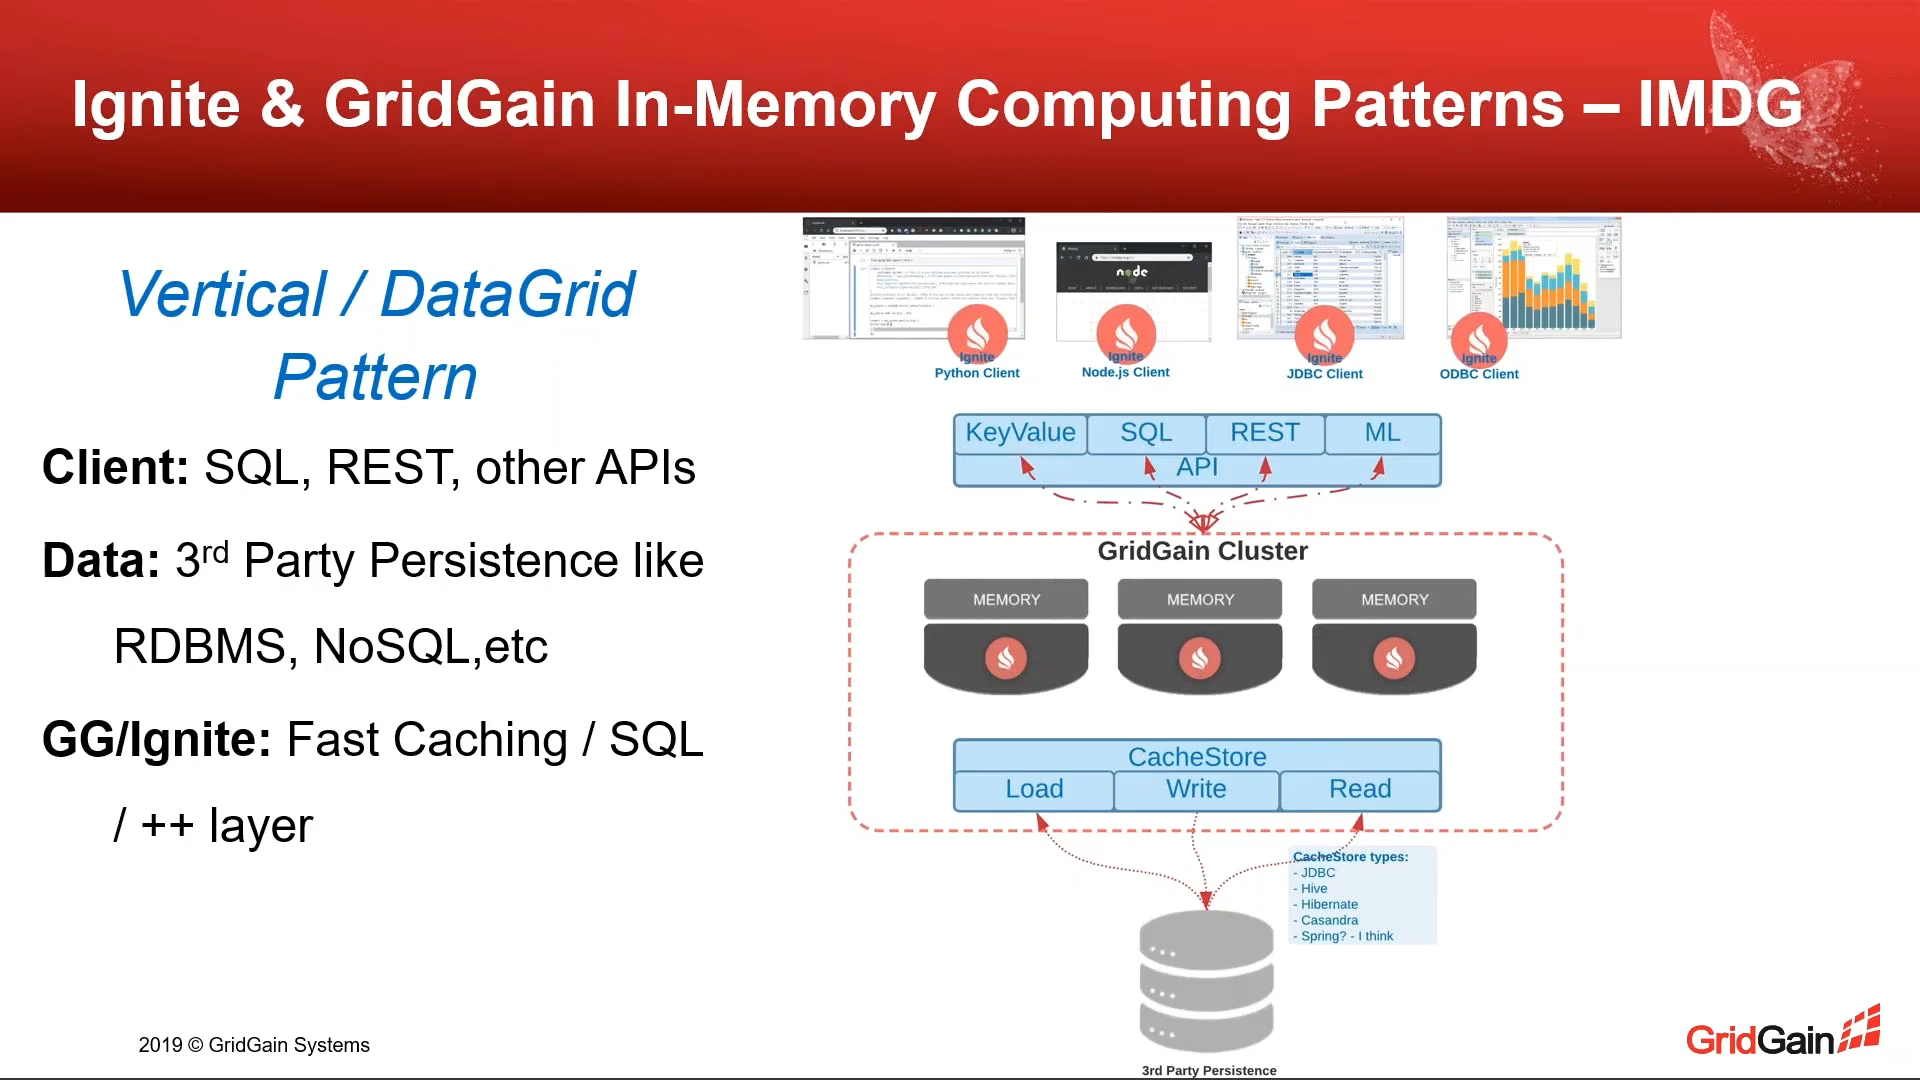 Ignite & GridGain In-Memory Computing Patterns – IMDG
Vertical / DataGrid
Pattern
Client: SQL, REST, other APIs
Data: 3rd Party Persistence like
RDBMS, NoSQL,etc
GG/Ignite: Fast Caching / SQL
/ ++ layer
node
Ignite
Python Client
Ignite
Node.js Client
Ignite
JDBC Client
Ignite
ODBC Client
KeyValue SQL REST ML
API
GridGain Cluster
MEMORY MEMORY MEMORY
CacheStore
Load Write Read
CacheStore types:
- JDBC
- Hive
- Hibernate
- Casandra
- Spring? - I think
3rd Party Persistence
2019 © GridGain Systems
GridGain